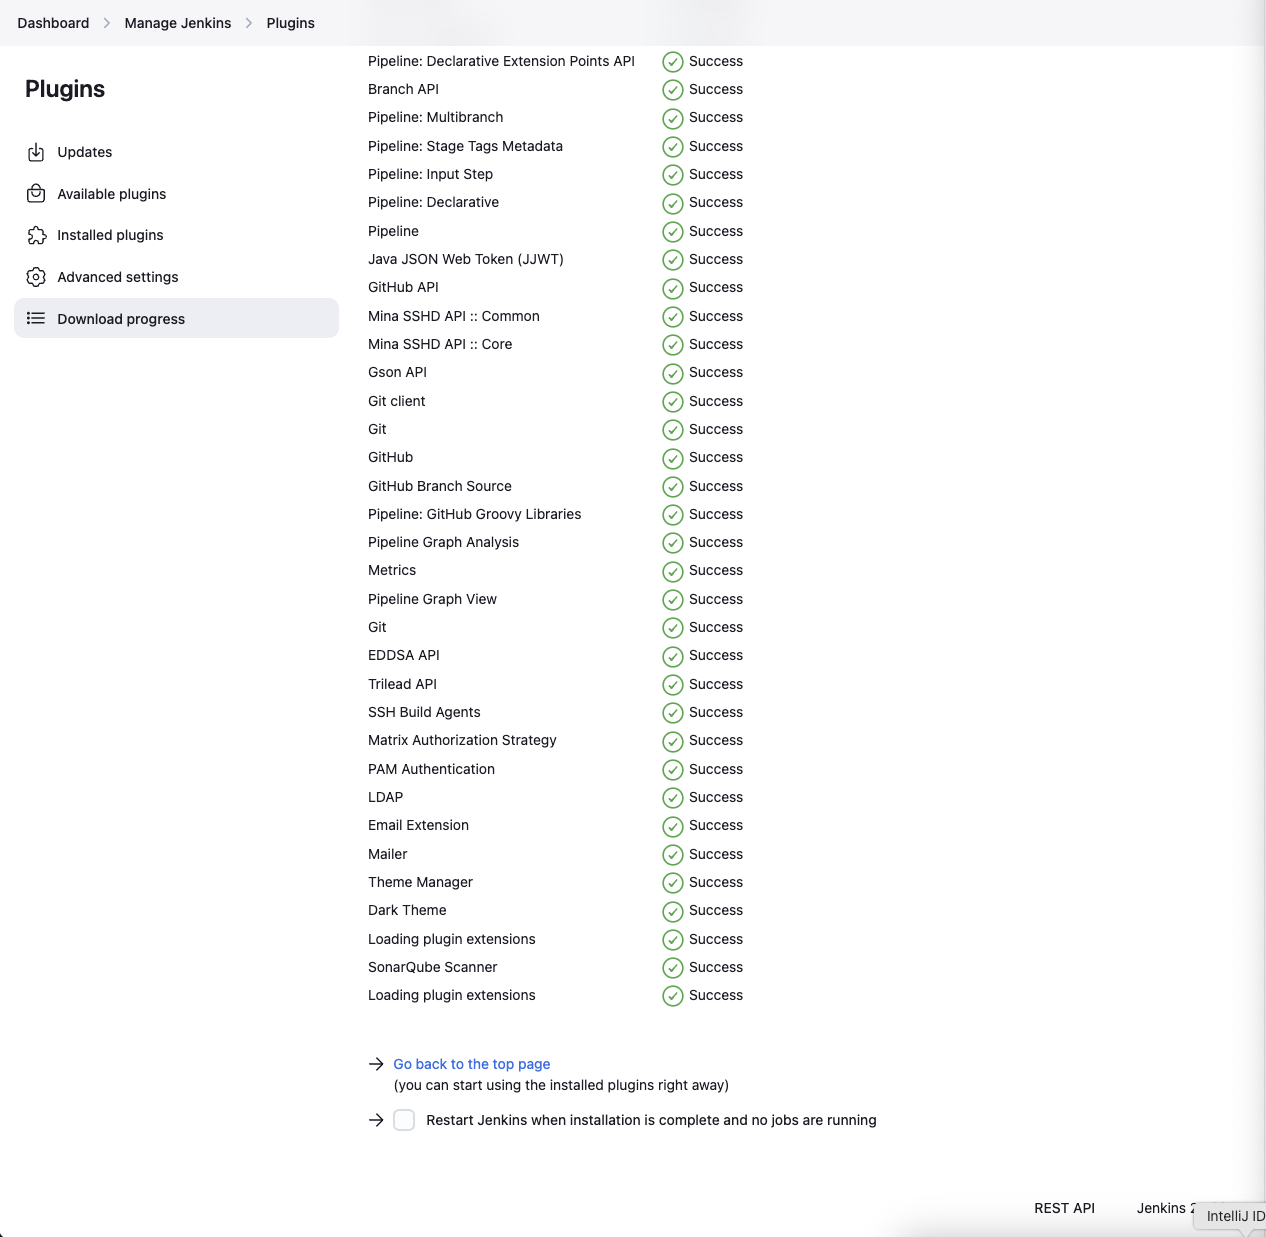 Dashboard > Manage Jenkins > Plugins
Plugins
Updates
Available plugins
Installed plugins
Advanced settings
Download progress
Pipeline: Declarative Extension Points API Success
Branch API Success
Pipeline: Multibranch Success
Pipeline: Stage Tags Metadata Success
Pipeline: Input Step Success
Pipeline: Declarative Success
Pipeline Success
Java JSON Web Token (JJWT) Success
GitHub API Success
Mina SSHD API :: Common Success
Mina SSHD API :: Core Success
Gson API Success
Git client Success
Git Success
GitHub Success
GitHub Branch Source Success
Pipeline: GitHub Groovy Libraries Success
Pipeline Graph Analysis Success
Metrics Success
Pipeline Graph View Success
Git Success
EDDSA API Success
Trilead API Success
SSH Build Agents Success
Matrix Authorization Strategy Success
PAM Authentication Success
LDAP Success
Email Extension Success
Mailer Success
Theme Manager Success
Dark Theme Success
Loading plugin extensions Success
SonarQube Scanner Success
Loading plugin extensions Success
Go back to the top page
(you can start using the installed plugins right away)
Restart Jenkins when installation is complete and no jobs are running
REST API Jenkins
IntelliJ ID